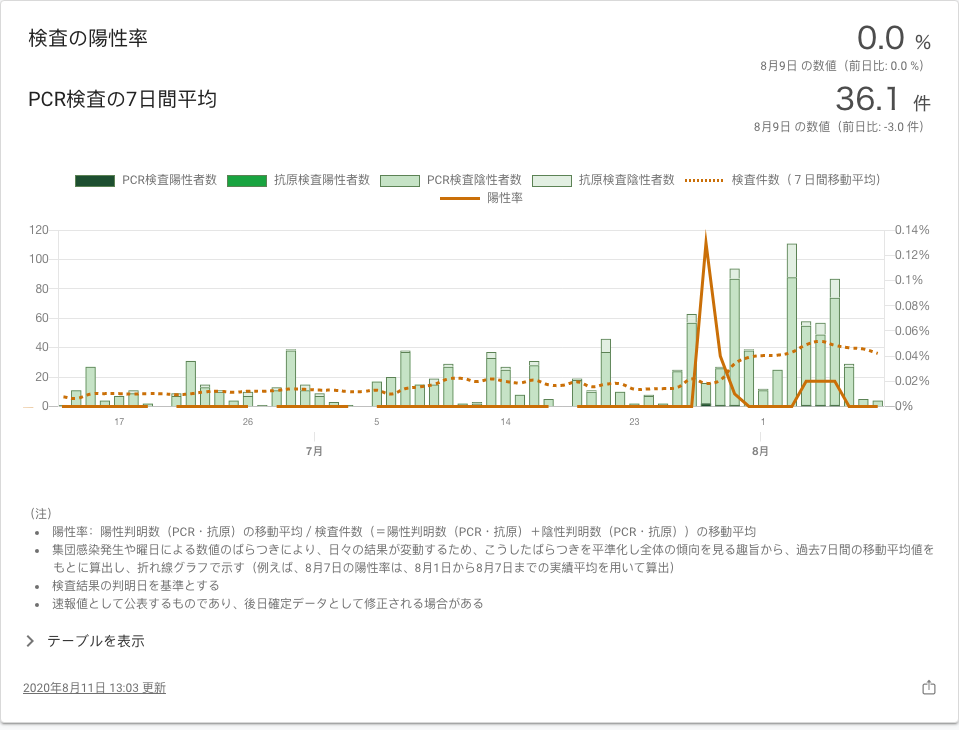 検査の陽性率
0.0 %
8月9日 の数値（前日比: 0.0 %）
PCR検査の7日間平均
36.1 件
8月9日 の数値（前日比: -3.0 件）
PCR検査陽性者数 抗原検査陽性者数 PCR検査陰性者数 抗原検査陰性者数 検査件数（７日間移動平均）
陽性率
120 0.14%
0.12%
100
0.1%
80
0.08%
60
0.06%
40
0.04%
20
0.02%
0 0%
17 26 5 14 23 1
7月 8月
（注）
陽性率：陽性判明数（PCR・抗原）の移動平均 / 検査件数（＝陽性判明数（PCR・抗原）＋陰性判明数（PCR・抗原））の移動平均
集団感染発生や曜日による数値のばらつきにより、日々の結果が変動するため、こうしたばらつきを平準化し全体の傾向を見る趣旨から、過去7日間の移動平均値を
もとに算出し、折れ線グラフで示す（例えば、8月7日の陽性率は、8月1日から8月7日までの実績平均を用いて算出）
検査結果の判明日を基準とする
速報値として公表するものであり、後日確定データとして修正される場合がある
テーブルを表示
2020年8月11日 13:03 更新